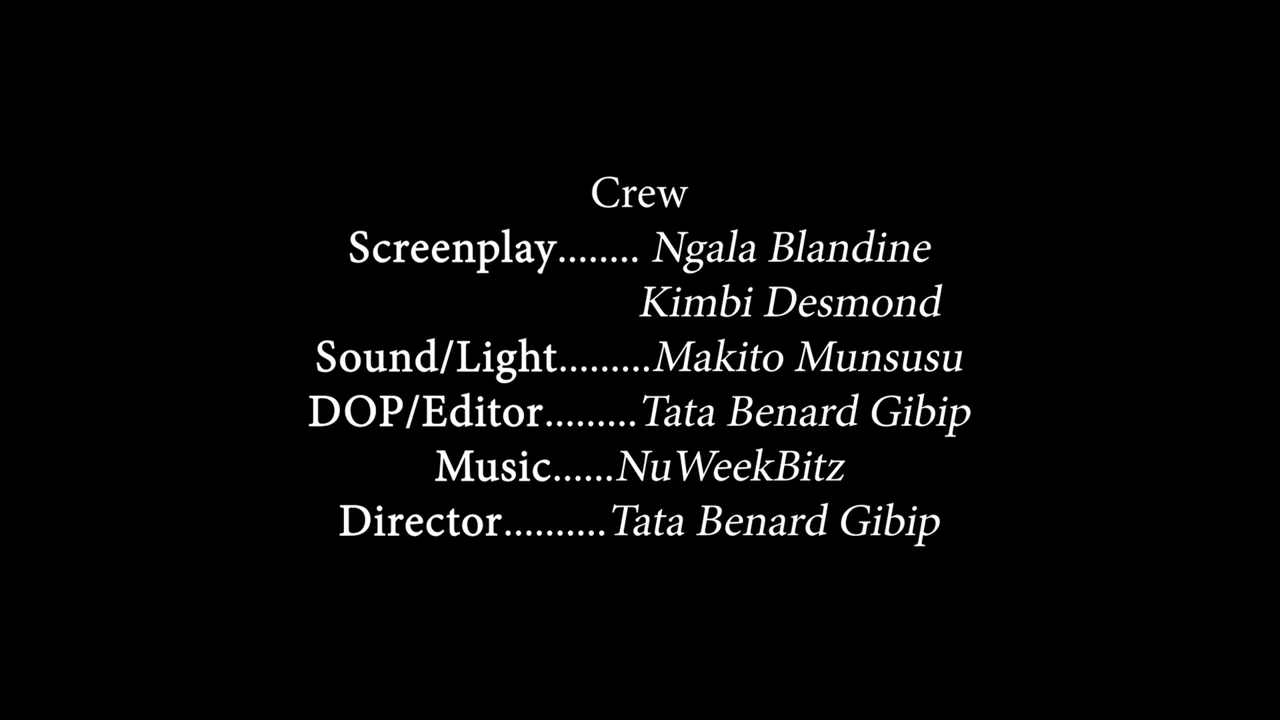 Crew
Screenplay........ Ngala Blandine
Kimbi Desmond
Sound/Light.........Makito Munsusu
DOP/Editor.........Tata Benard Gibip
Music......NuWeekBitz
Director..........Tata Benard Gibip